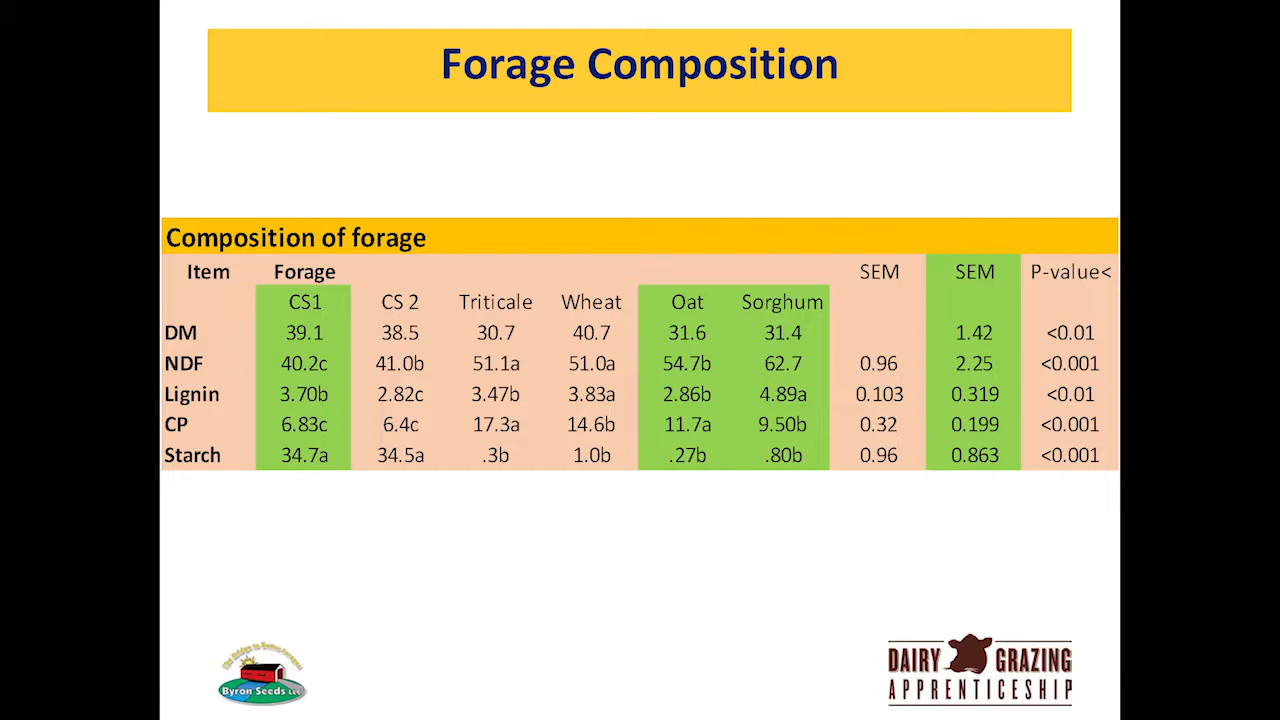 Forage Composition
Composition of forage
Item Forage SEM SEM P-value<
CS1 CS 2 Triticale Wheat Oat Sorghum
DM 39.1 38.5 30.7 40.7 31.6 31.4 1.42 <0.01
NDF 40.2c 41.0b 51.1a 51.0a 54.7b 62.7 0.96 2.25 <0.001
Lignin 3.70b 2.82c 3.47b 3.83a 2.86b 4.89a 0.103 0.319 <0.01
CP 6.83c 6.4c 17.3a 14.6b 11.7a 9.50b 0.32 0.199 <0.001
Starch 34.7a 34.5a .3b 1.0b .27b .80b 0.96 0.863 <0.001
Byron Seeds LLC
DAIRY GRAZING
APPRENTICESHIP